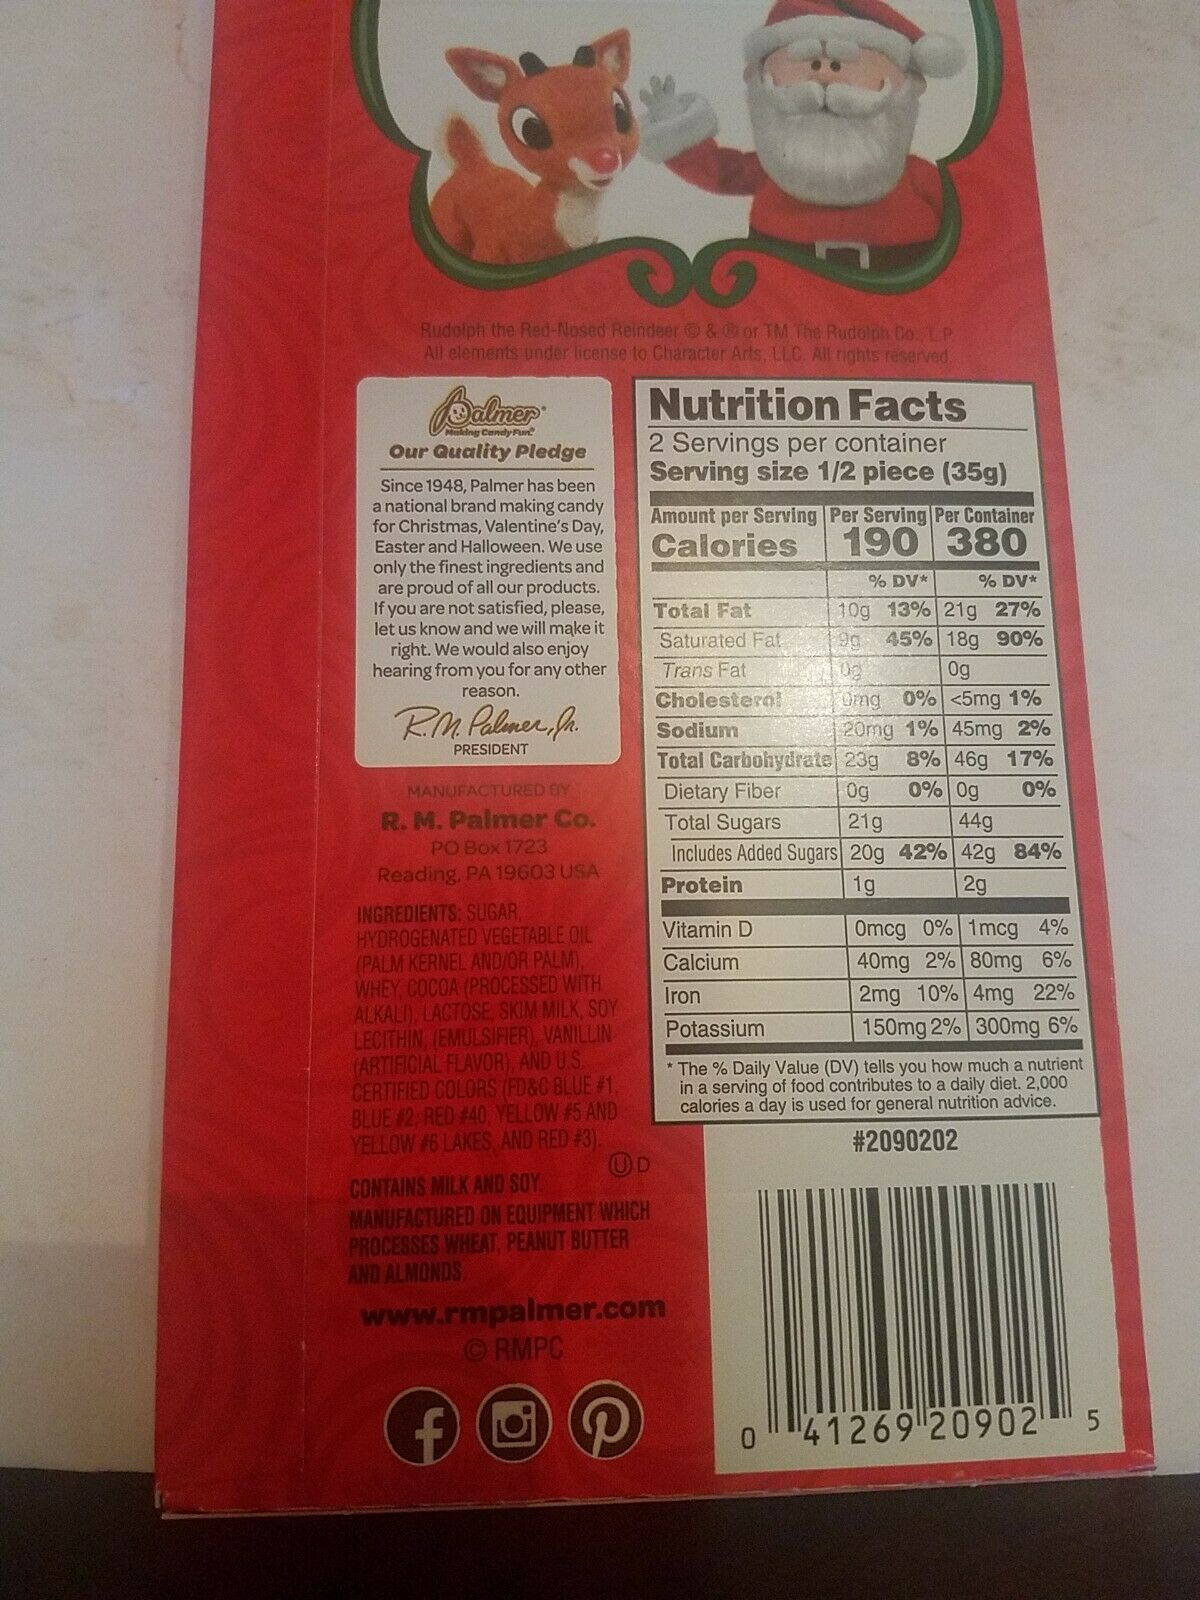 Rudolph the Red-Nosed Reindeer © & ® or TM The Rudolph Co., L.P.
All elements under license to Character Arts, LLC. All rights reserved.
Palmer®
Making Candy Fun®
Our Quality Pledge
Since 1948, Palmer has been
a national brand making candy
for Christmas, Valentine's Day,
Easter and Halloween. We use
only the finest ingredients and
are proud of all our products.
If you are not satisfied, please,
let us know and we will make it
right. We would also enjoy
hearing from you for any other
reason.
R. M. Palmer, Jr.
PRESIDENT
MANUFACTURED BY
R. M. Palmer Co.
PO Box 1723
Reading, PA 19603 USA
INGREDIENTS: SUGAR,
HYDROGENATED VEGETABLE OIL
(PALM KERNEL AND/OR PALM),
WHEY, COCOA (PROCESSED WITH
ALKALI), LACTOSE, SKIM MILK, SOY
LECITHIN, (EMULSIFIER), VANILLIN
(ARTIFICIAL FLAVOR), AND U.S.
CERTIFIED COLORS (FD&C BLUE #1,
BLUE #2, RED #40, YELLOW #5 AND
YELLOW #6 LAKES, AND RED #3).
U D
CONTAINS MILK AND SOY.
MANUFACTURED ON EQUIPMENT WHICH
PROCESSES WHEAT, PEANUT BUTTER
AND ALMONDS.
www.rmpalmer.com
© RMPC
Nutrition Facts
2 Servings per container
Serving size 1/2 piece (35g)
Amount per Serving Per Serving Per Container
Calories 190 380
% DV* % DV*
Total Fat 10g 13% 21g 27%
Saturated Fat 9g 45% 18g 90%
Trans Fat 0g 0g
Cholesterol 0mg 0% <5mg 1%
Sodium 20mg 1% 45mg 2%
Total Carbohydrate 23g 8% 46g 17%
Dietary Fiber 0g 0% 0g 0%
Total Sugars 21g 44g
Includes Added Sugars 20g 42% 42g 84%
Protein 1g 2g
Vitamin D 0mcg 0% 1mcg 4%
Calcium 40mg 2% 80mg 6%
Iron 2mg 10% 4mg 22%
Potassium 150mg 2% 300mg 6%
* The % Daily Value (DV) tells you how much a nutrient
in a serving of food contributes to a daily diet. 2,000
calories a day is used for general nutrition advice.
#2090202
0 41269 20902 5